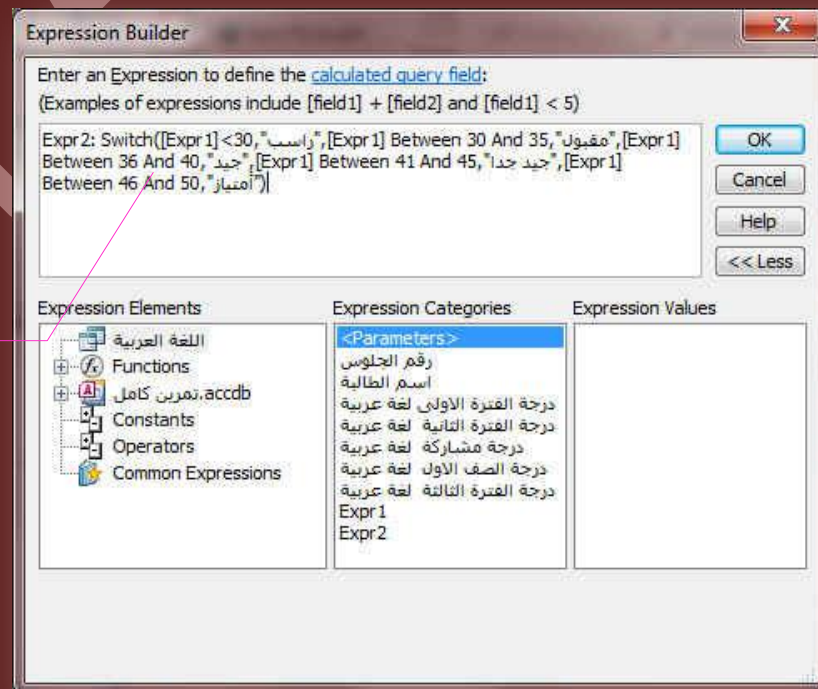 Expression Builder
Enter an Expression to define the calculated query field:
(Examples of expressions include [field1] + [field2] and [field1] < 5)
Expr2: Switch([Expr1]<30,"راسب",[Expr1] Between 30 And 35,"مقبول",[Expr1]
Between 36 And 40,"جيد",[Expr1] Between 41 And 45,"جيد جدا",[Expr1]
Between 46 And 50,"أمتياز")
OK
Cancel
Help
<< Less
Expression Elements
اللغة العربية
Functions
تمرين كامل.accdb
Constants
Operators
Common Expressions
Expression Categories
<Parameters>
رقم الجلوس
اسم الطالبة
درجة الفترة الاولى لغة عربية
درجة الفترة الثانية لغة عربية
درجة مشاركة لغة عربية
درجة الصف الاول لغة عربية
درجة الفترة الثالثة لغة عربية
Expr1
Expr2
Expression Values